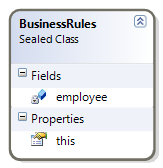 BusinessRules
Sealed Class
Fields
employee
Properties
this